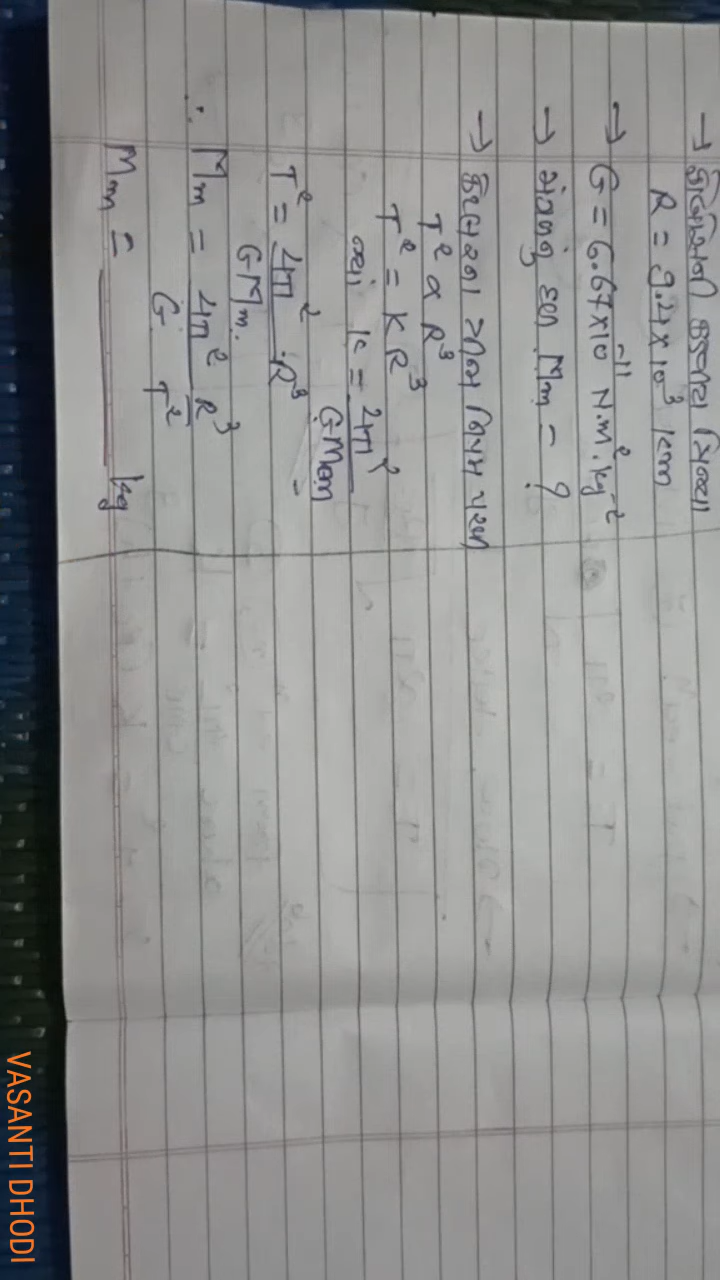 → ફોબોસની કક્ષાીય ત્રિજ્યા
R = 9.4×10³ km
→ G = 6.67×10⁻¹¹ N.m².kg⁻²
→ મંગળનું દળ Mm = ?
→ કેપ્લરના ત્રીજા નિયમ પરથી
T² ∝ R³
T² = KR³
જ્યાં K = 4π² / GMm
T² = 4π² / GMm . R³
∴ Mm = 4π² / G R³ / T²
Mm = ______ kg
VASANTI DHODI